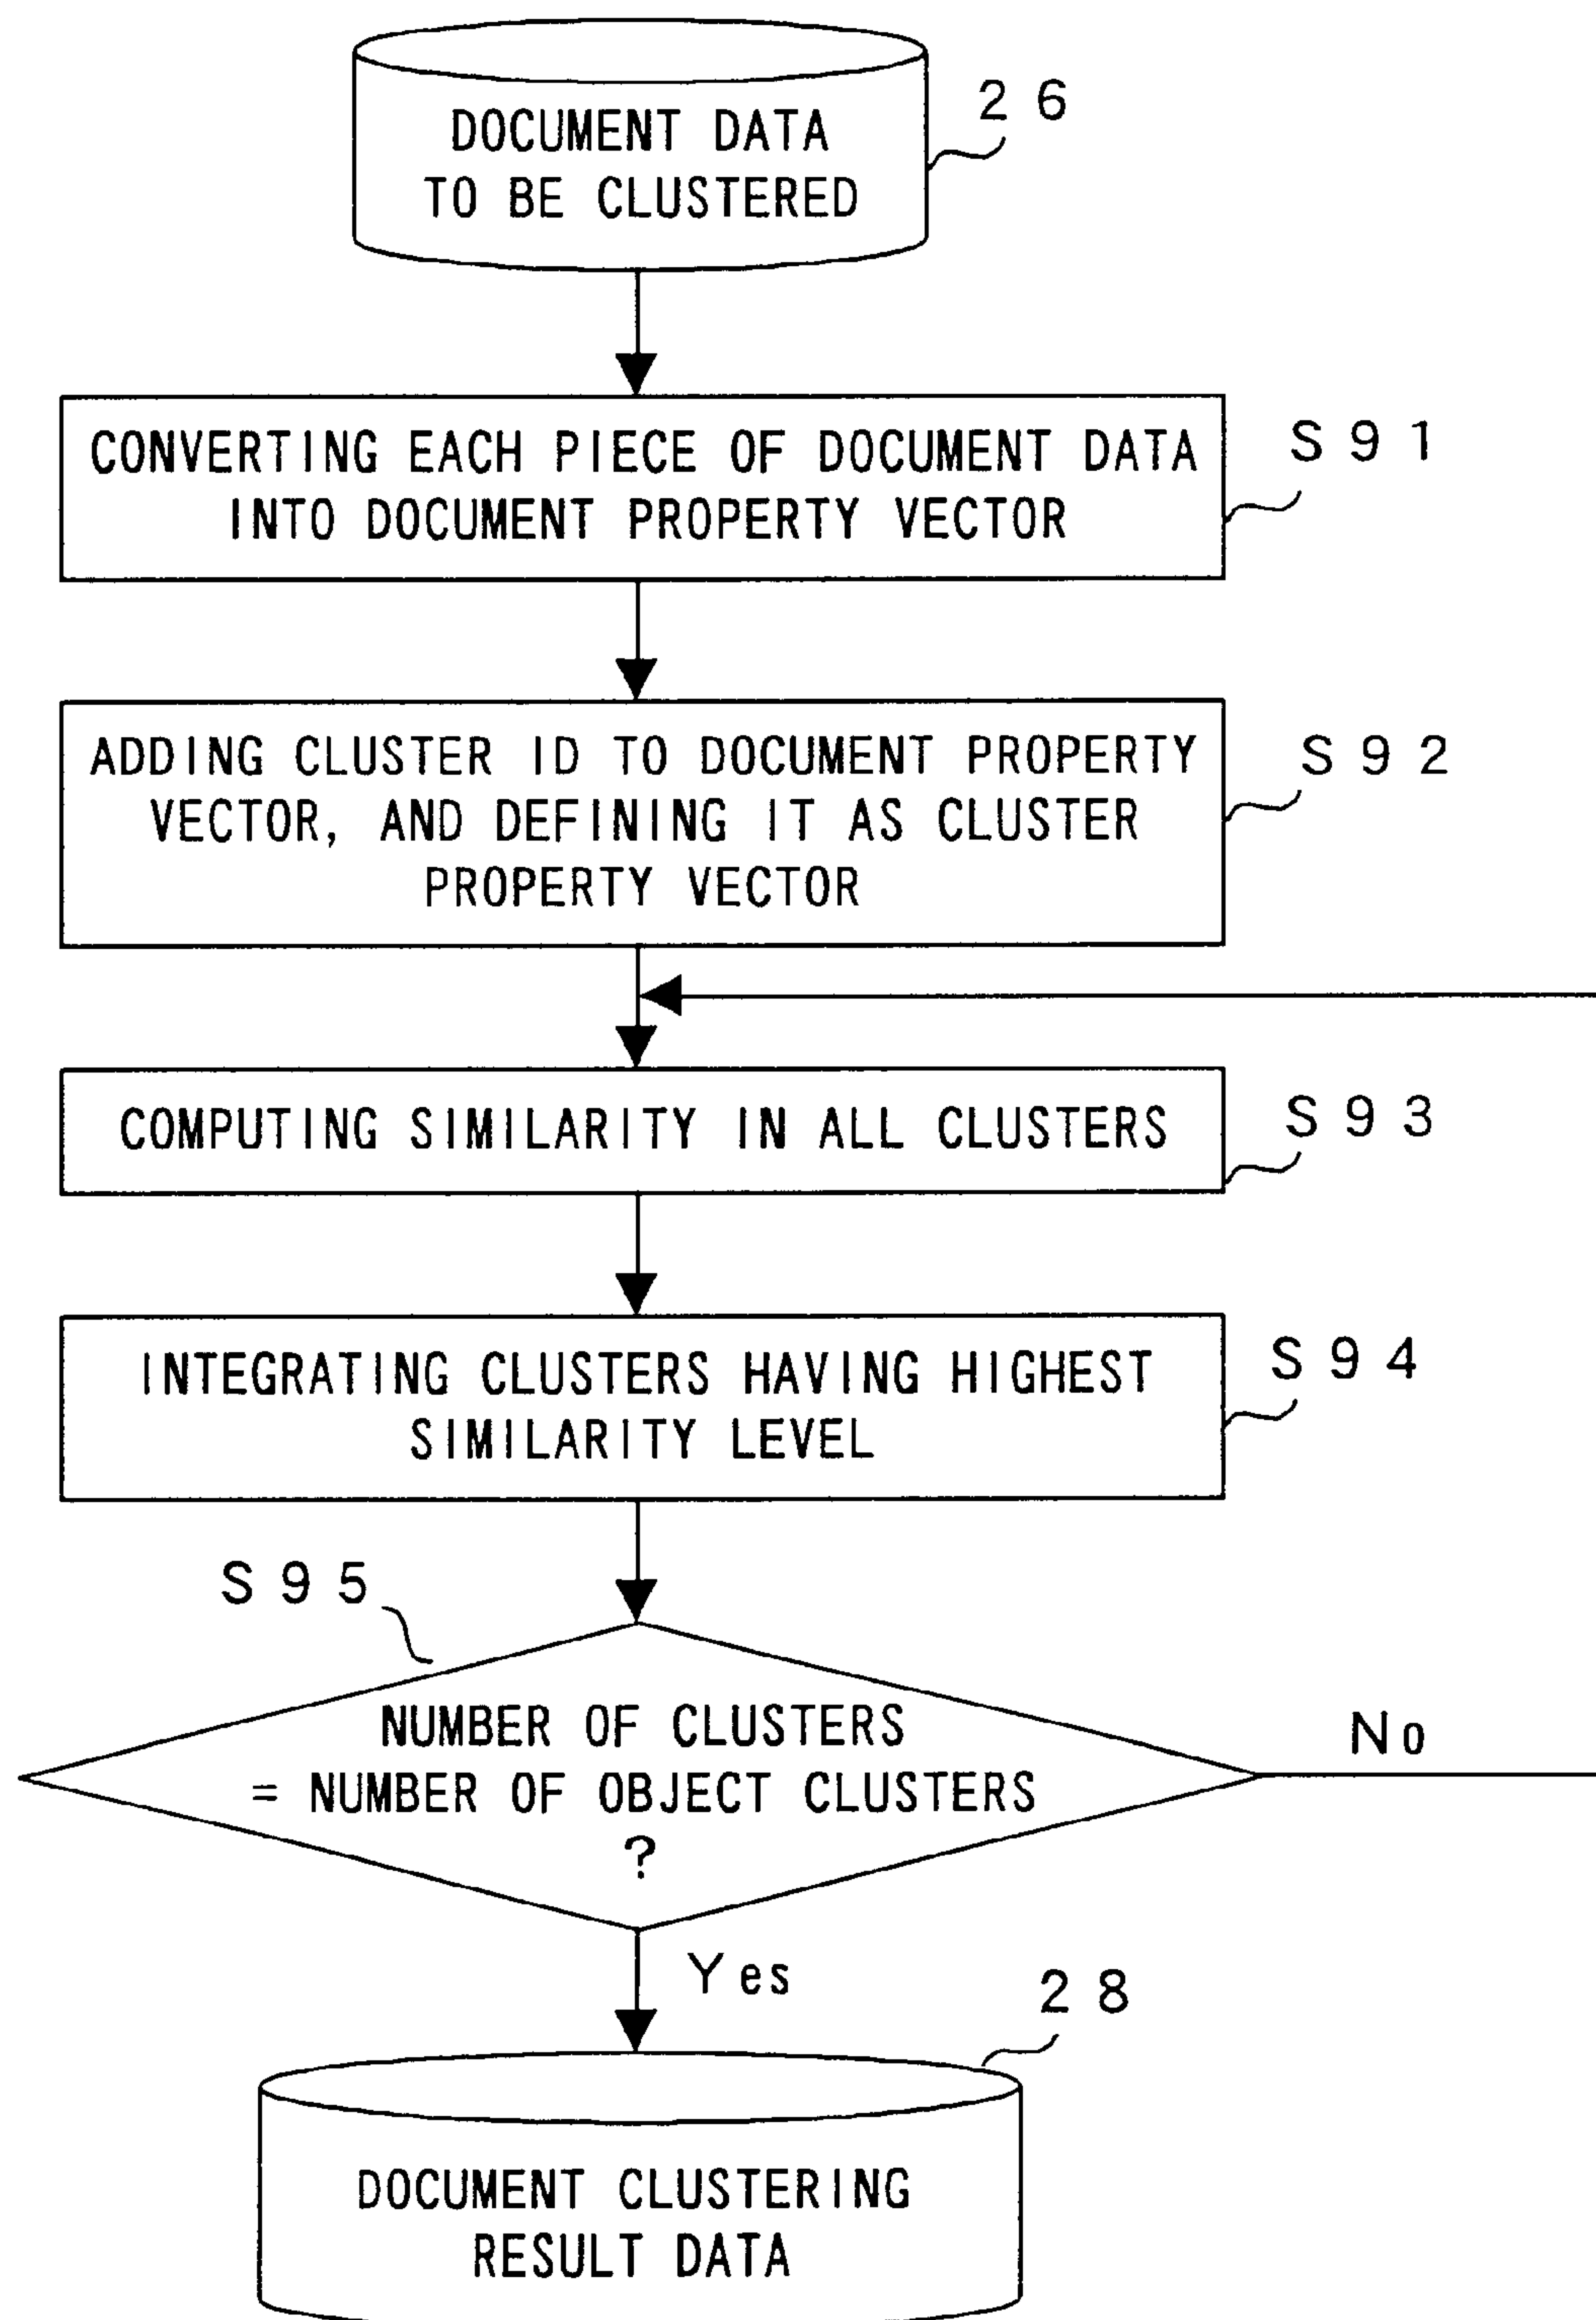 DOCUMENT DATA
TO BE CLUSTERED
26
CONVERTING EACH PIECE OF DOCUMENT DATA
INTO DOCUMENT PROPERTY VECTOR
S91
ADDING CLUSTER ID TO DOCUMENT PROPERTY
VECTOR, AND DEFINING IT AS CLUSTER
PROPERTY VECTOR
S92
COMPUTING SIMILARITY IN ALL CLUSTERS
S93
INTEGRATING CLUSTERS HAVING HIGHEST
SIMILARITY LEVEL
S94
S95
NUMBER OF CLUSTERS
= NUMBER OF OBJECT CLUSTERS
?
No
Yes
28
DOCUMENT CLUSTERING
RESULT DATA